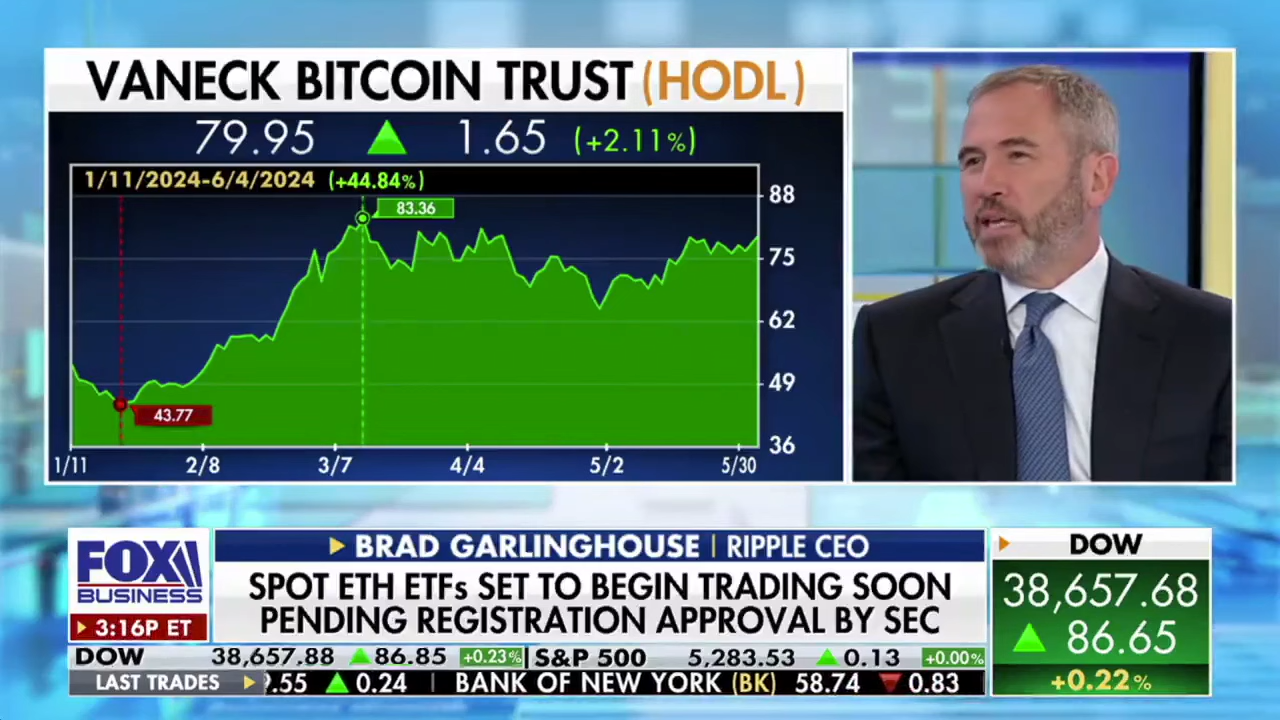 VANECK BITCOIN TRUST (HODL)
79.95 ▲ 1.65 (+2.11%)
1/11/2024-6/4/2024 (+44.84%)
83.36
43.77
88
75
62
49
36
1/11 2/8 3/7 4/4 5/2 5/30
FOX
BUSINESS
3:16P ET
BRAD GARLINGHOUSE | RIPPLE CEO
SPOT ETH ETFs SET TO BEGIN TRADING SOON
PENDING REGISTRATION APPROVAL BY SEC
DOW
38,657.68
▲ 86.65
+0.22%
DOW 38,657.88 ▲ 86.85 +0.23% S&P 500 5,283.53 ▲ 0.13 +0.00%
LAST TRADES .55 ▲ 0.24 | BANK OF NEW YORK (BK) 58.74 ▼ 0.83